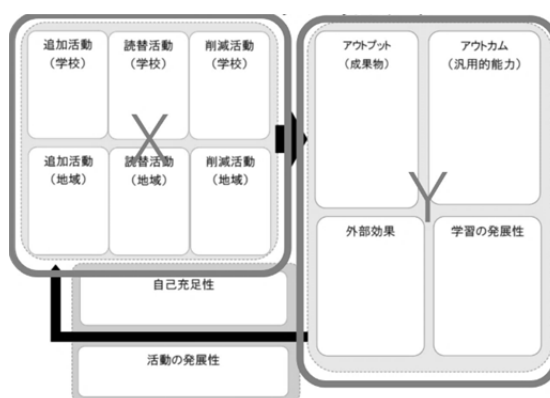 追加活動
(学校)
読替活動
(学校)
削減活動
(学校)
X
追加活動
(地域)
読替活動
(地域)
削減活動
(地域)
アウトプット
(成果物)
アウトカム
(汎用的能力)
Y
外部効果
学習の発展性
自己充足性
活動の発展性